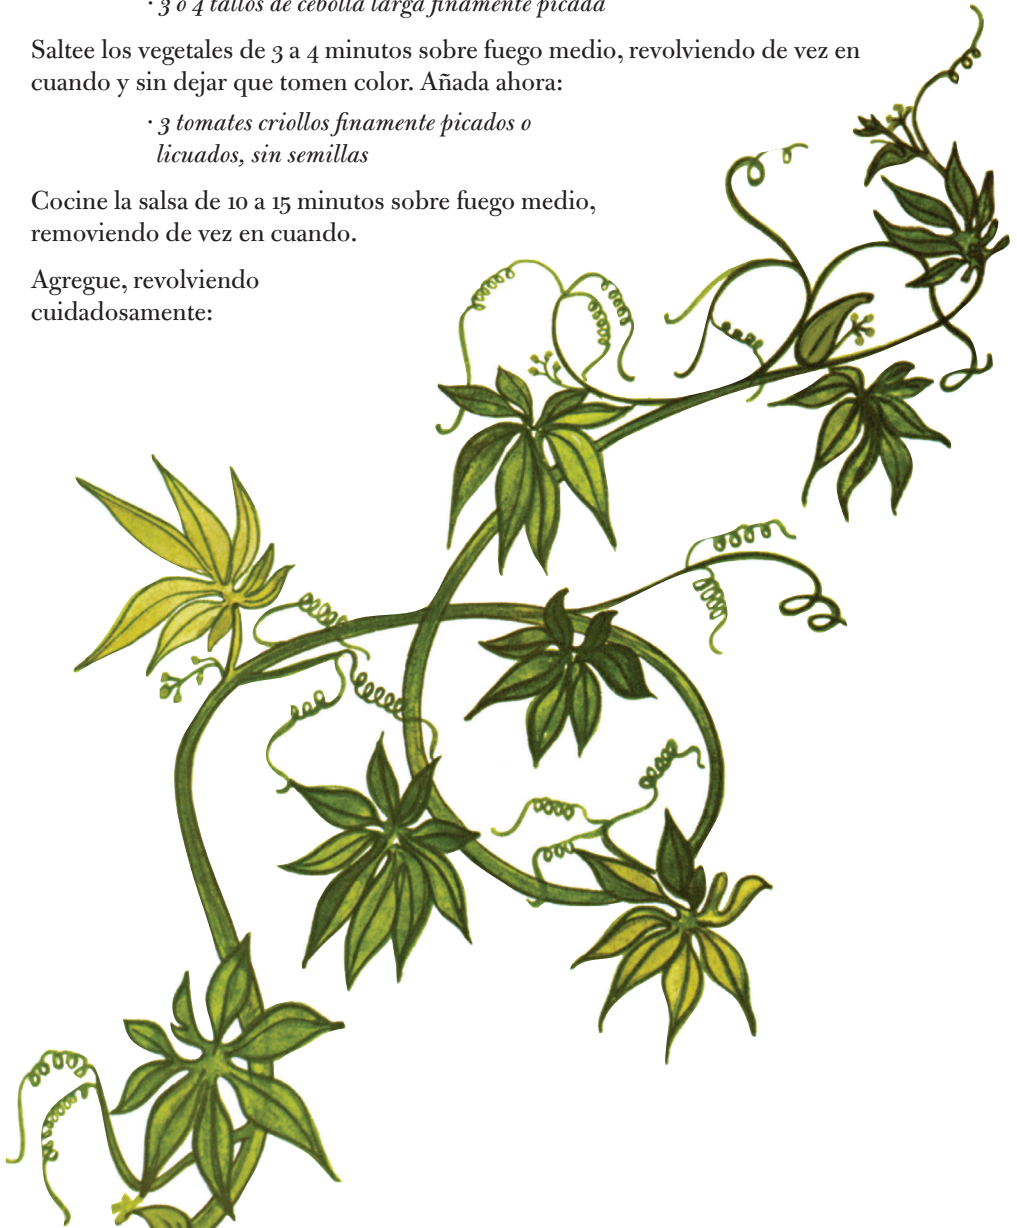 · 3 o 4 tallos de cebolla larga finamente picada
Saltee los vegetales de 3 a 4 minutos sobre fuego medio, revolviendo de vez en
cuando y sin dejar que tomen color. Añada ahora:
· 3 tomates criollos finamente picados o
licuados, sin semillas
Cocine la salsa de 10 a 15 minutos sobre fuego medio,
removiendo de vez en cuando.
Agregue, revolviendo
cuidadosamente: